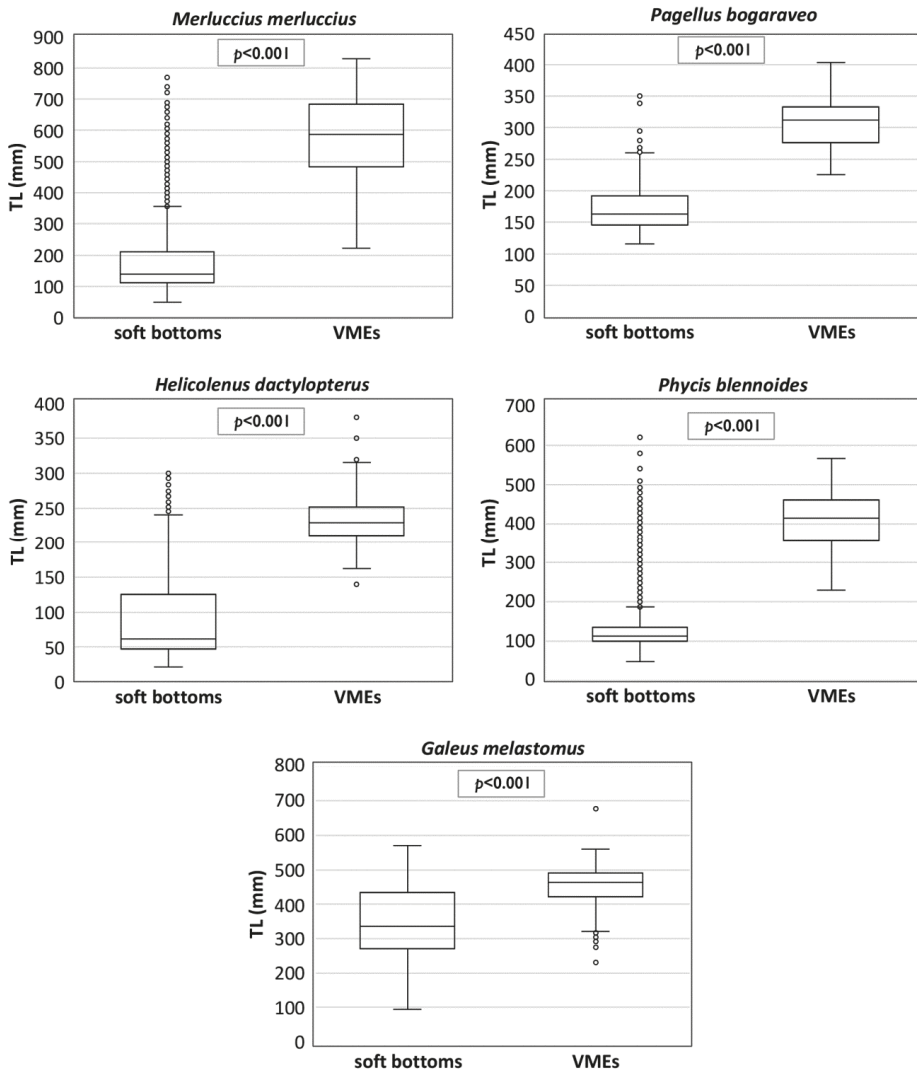 Merluccius merluccius
p<0.001
900
800
700
600
500
400
300
200
100
0
TL (mm)
soft bottoms VMEs
Pagellus bogaraveo
p<0.001
450
400
350
300
250
200
150
100
50
0
TL (mm)
soft bottoms VMEs
Helicolenus dactylopterus
p<0.001
400
350
300
250
200
150
100
50
0
TL (mm)
soft bottoms VMEs
Phycis blennoides
p<0.001
700
600
500
400
300
200
100
0
TL (mm)
soft bottoms VMEs
Galeus melastomus
p<0.001
800
700
600
500
400
300
200
100
0
TL (mm)
soft bottoms VMEs